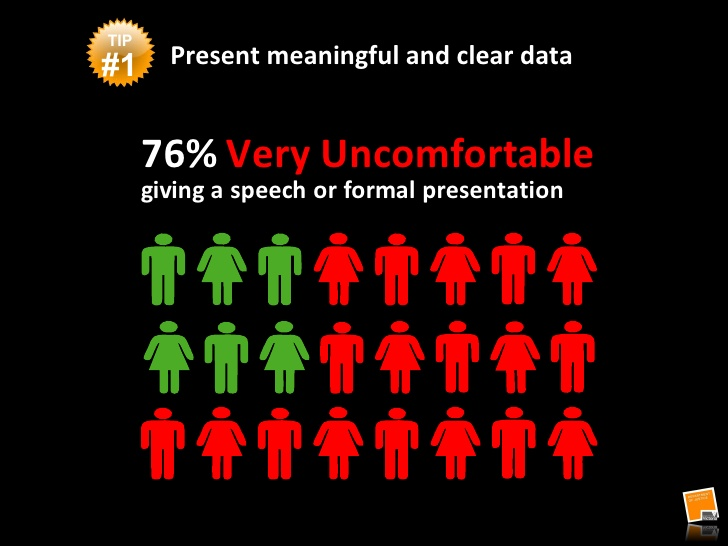 TIP
#1
Present meaningful and clear data
76% Very Uncomfortable
giving a speech or formal presentation